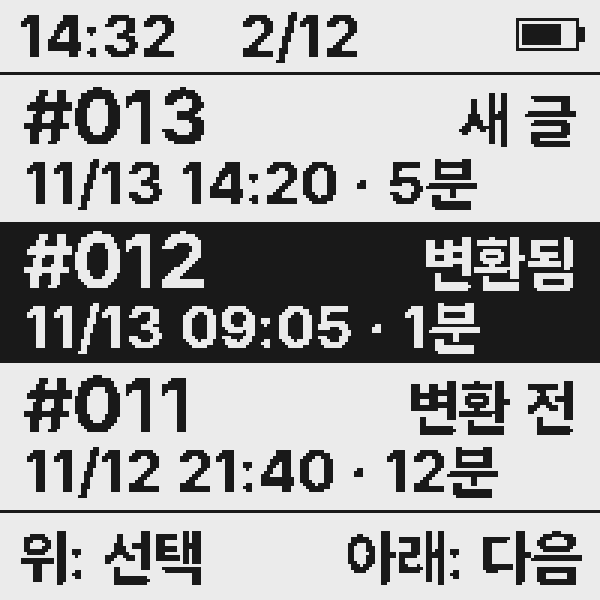 14:32 2/12
#013 새 글
11/13 14:20 · 5분
#012 변환됨
11/13 09:05 · 1분
#011 변환 전
11/12 21:40 · 12분
위: 선택 아래: 다음